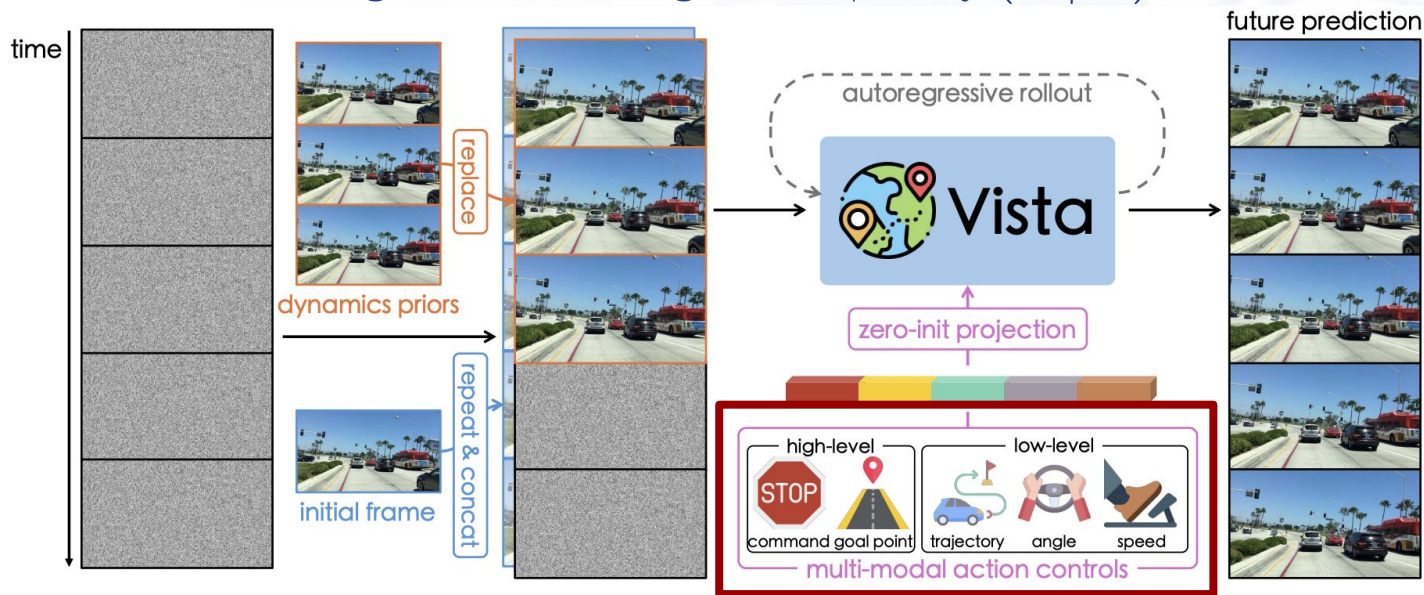 future prediction
time
autoregressive rollout
replace
Vista
dynamics priors
zero-init projection
repeat & concat
initial frame
high-level
low-level
STOP
command
goal point
trajectory
angle
speed
multi-modal action controls